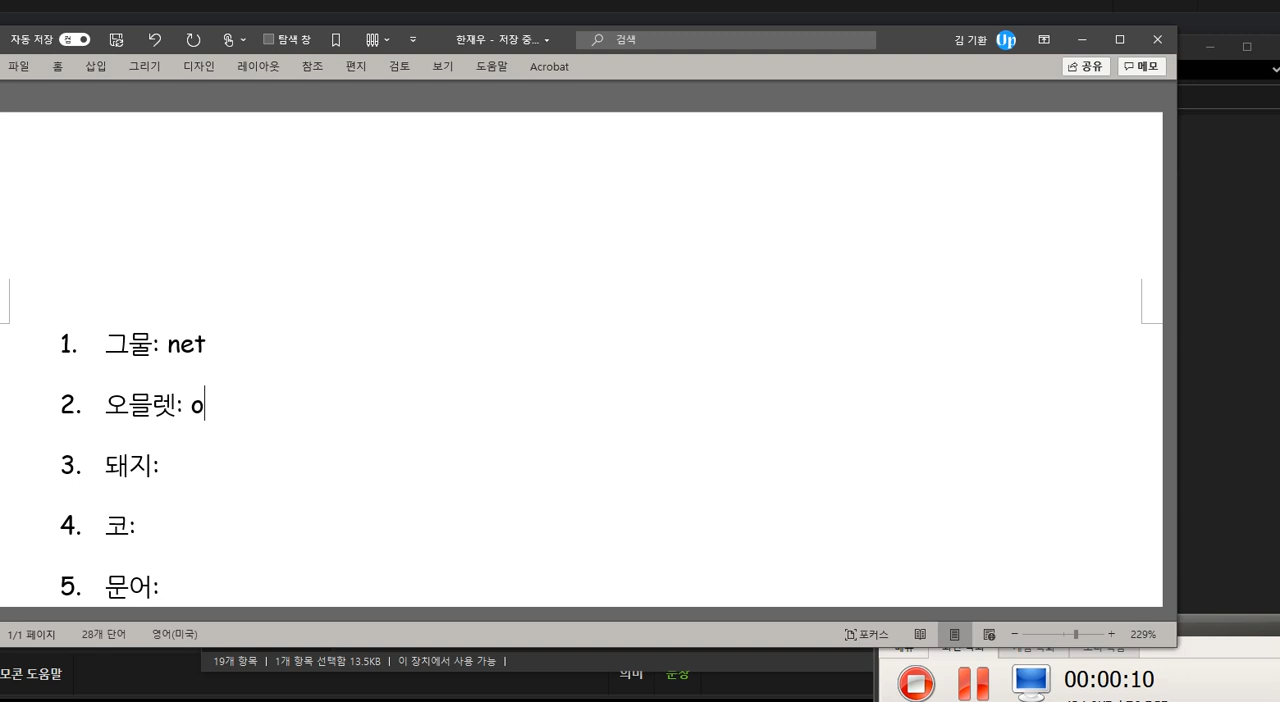 자동 저장 켬 탐색 창 한재우 - 저장 중... 검색 김 기환 Up
파일 홈 삽입 그리기 디자인 레이아웃 참조 편지 검토 보기 도움말 Acrobat 공유 메모
1. 그물: net
2. 오믈렛: o
3. 돼지:
4. 코:
5. 문어:
1/1 페이지 28개 단어 영어(미국) 포커스 229%
19개 항목 1개 항목 선택함 13.5KB 이 장치에서 사용 가능
모콘 도움말 의미 문장
00:00:10